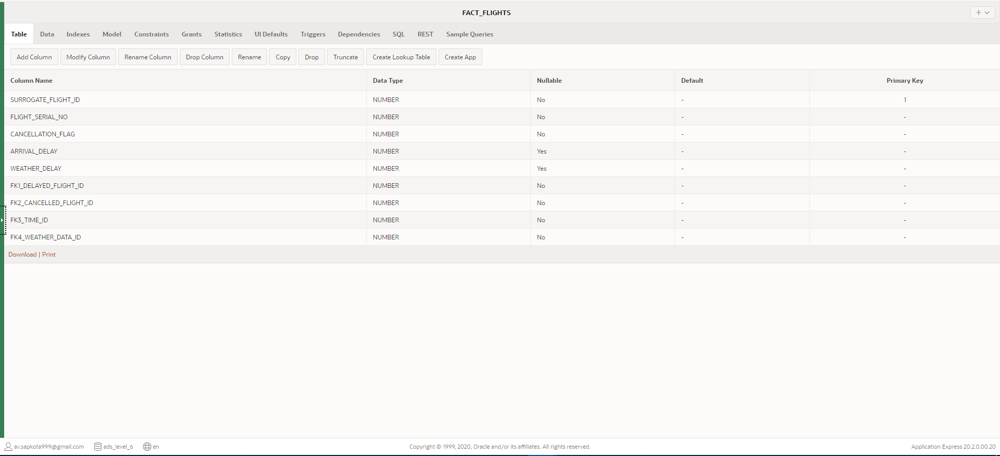 FACT_FLIGHTS
Table Data Indexes Model Constraints Grants Statistics UI Defaults Triggers Dependencies SQL REST Sample Queries
Add Column Modify Column Rename Column Drop Column Rename Copy Drop Truncate Create Lookup Table Create App
Column Name Data Type Nullable Default Primary Key
SURROGATE_FLIGHT_ID NUMBER No - 1
FLIGHT_SERIAL_NO NUMBER No - -
CANCELLATION_FLAG NUMBER No - -
ARRIVAL_DELAY NUMBER Yes - -
WEATHER_DELAY NUMBER Yes - -
FK1_DELAYED_FLIGHT_ID NUMBER No - -
FK2_CANCELLED_FLIGHT_ID NUMBER No - -
FK3_TIME_ID NUMBER No - -
FK4_WEATHER_DATA_ID NUMBER No - -
Download | Print
av.sapkota999@gmail.com ads_level_6 en Copyright © 1999, 2020, Oracle and/or its affiliates. All rights reserved. Application Express 20.2.0.00.20